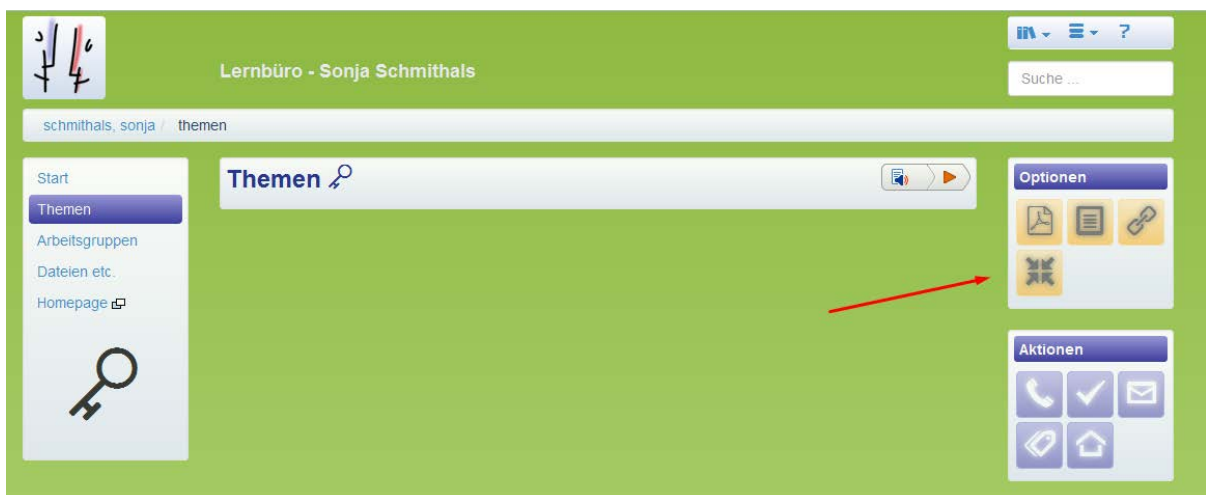 Lernbüro - Sonja Schmithals
?
Suche ...
schmithals, sonja / themen
Start
Themen
Arbeitsgruppen
Dateien etc.
Homepage
Themen
Optionen
Aktionen